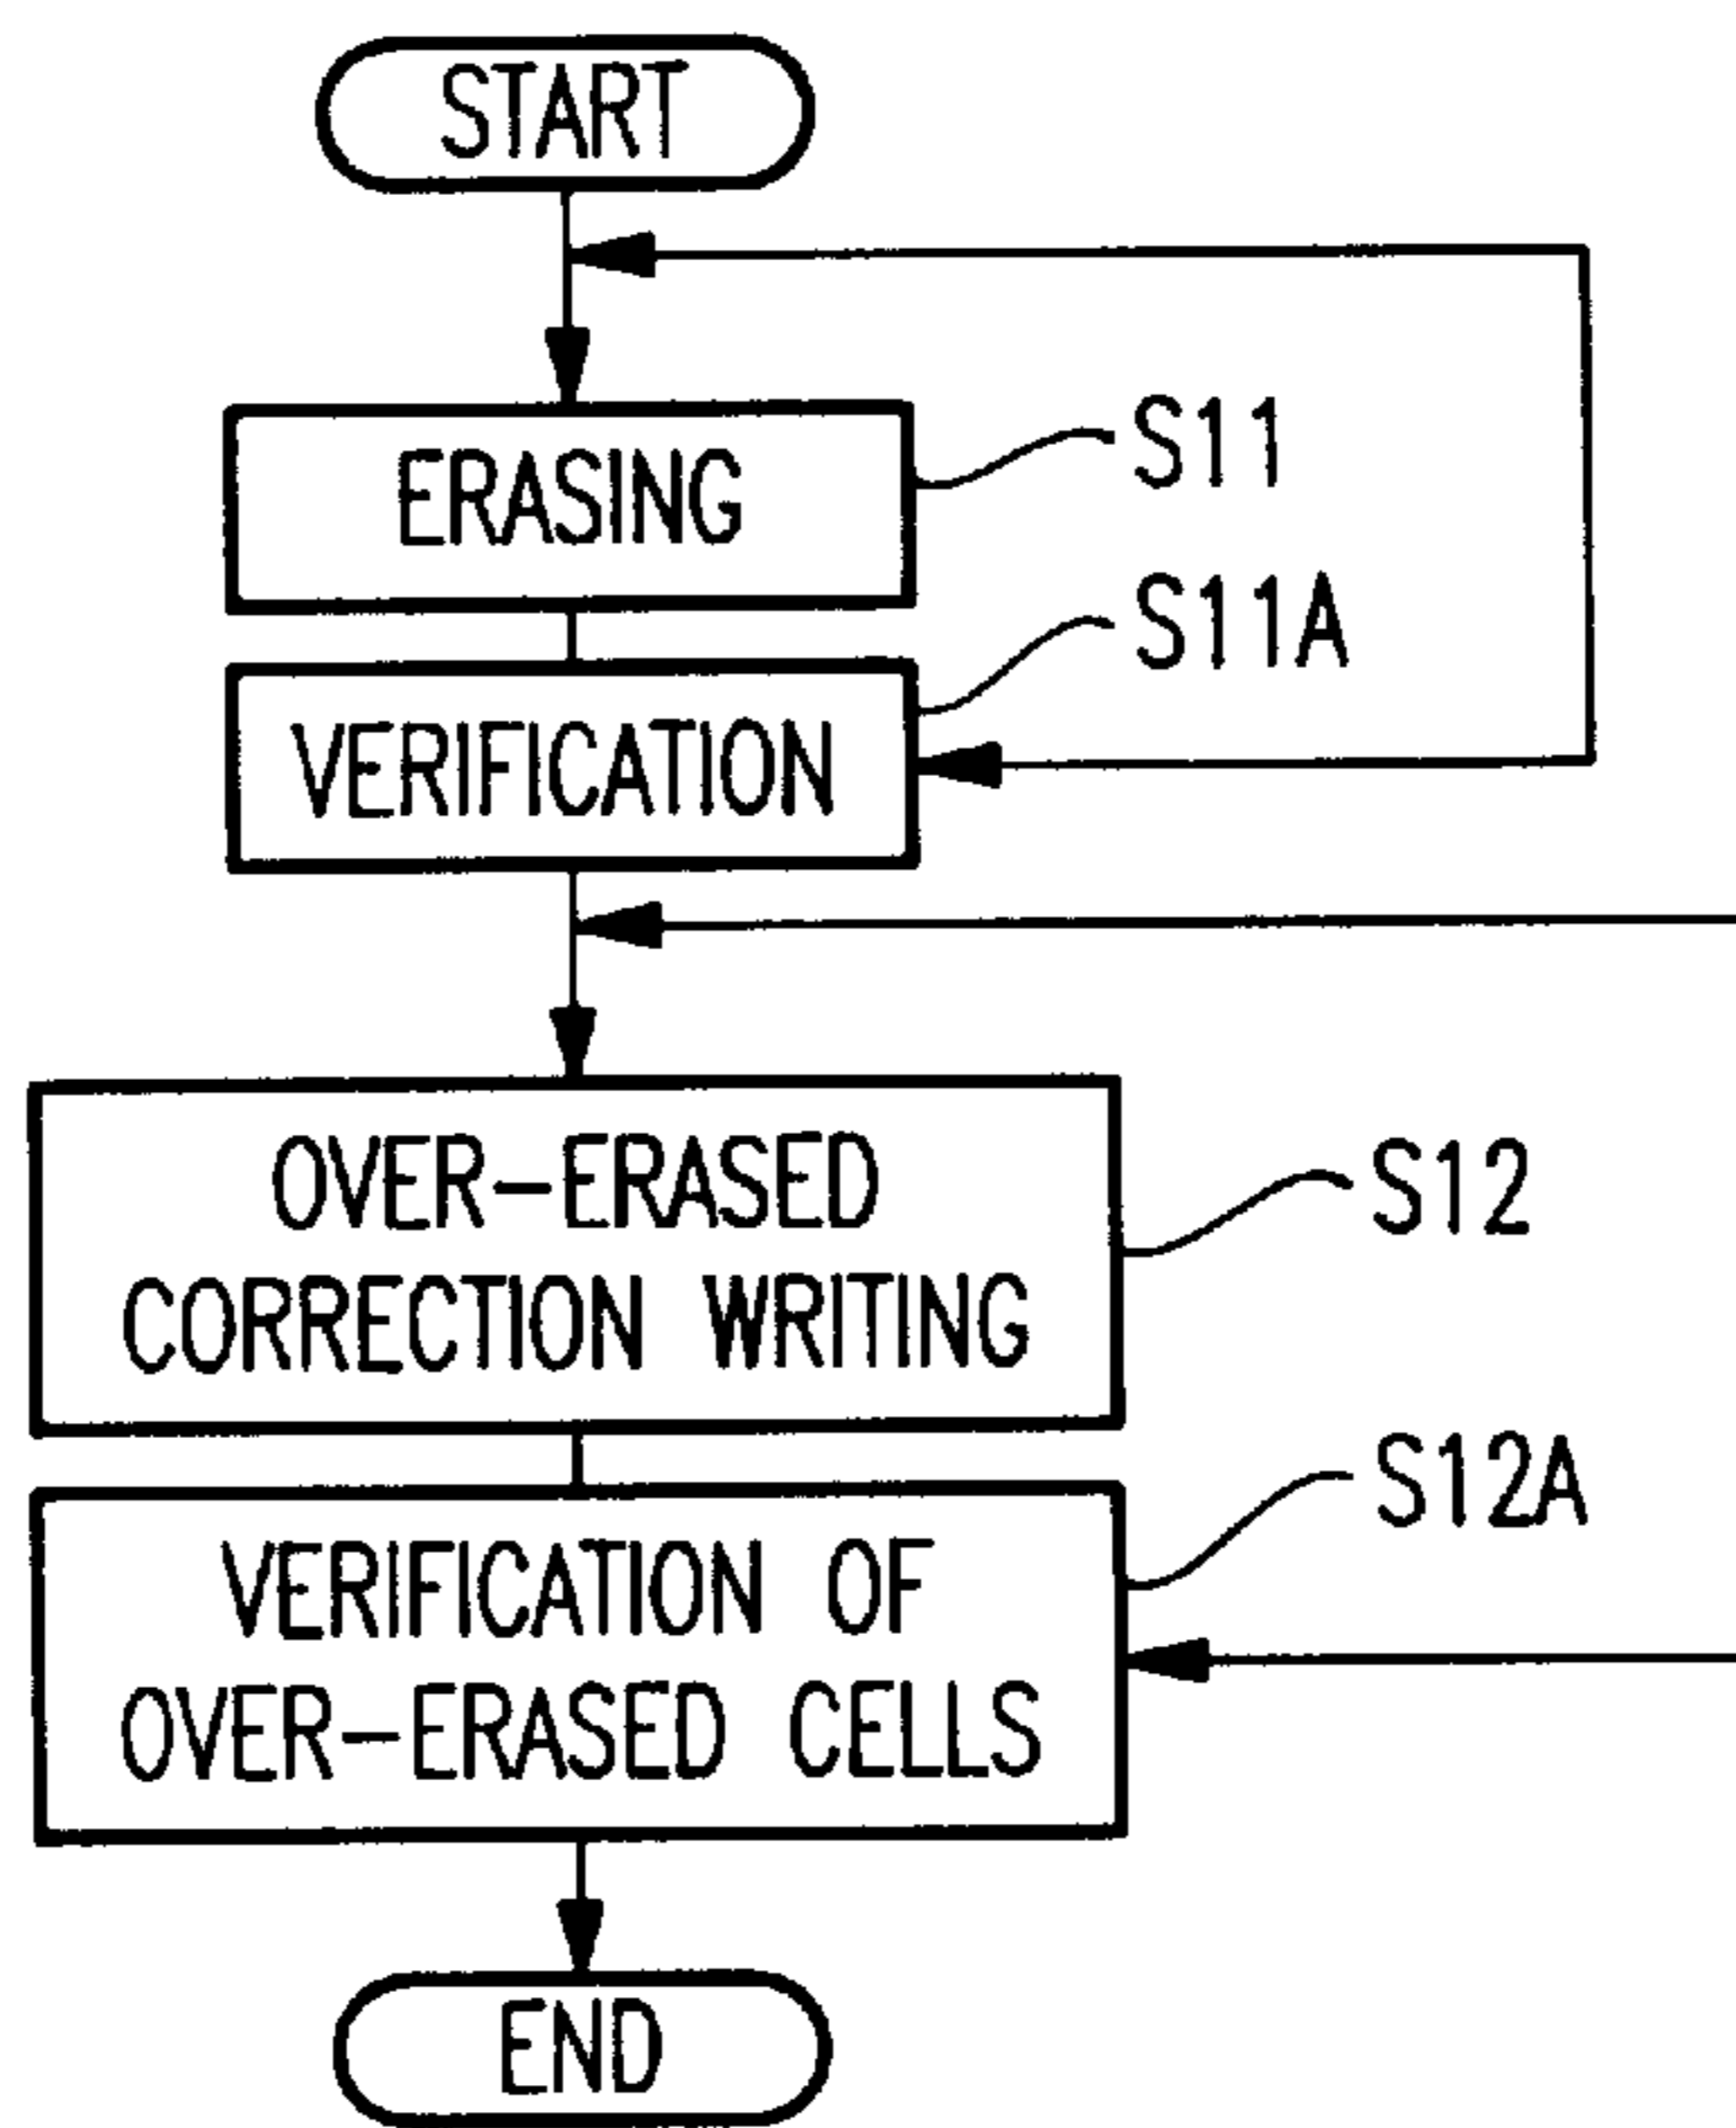 START
ERASING
S11
S11A
VERIFICATION
OVER-ERASED
CORRECTION WRITING
S12
S12A
VERIFICATION OF
OVER-ERASED CELLS
END